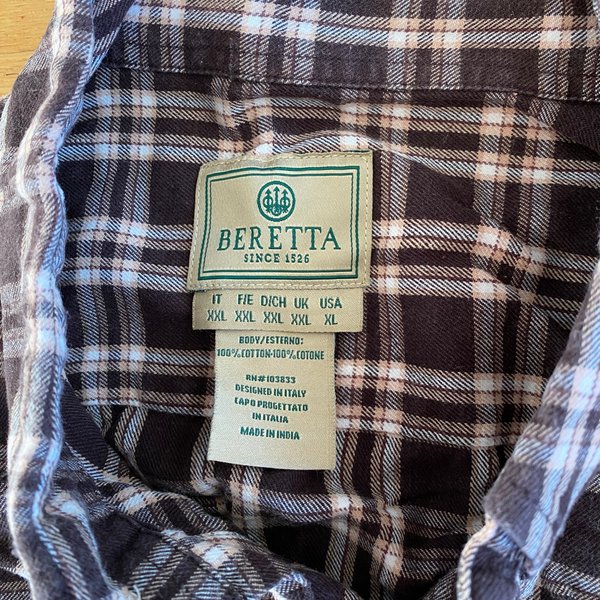 BERETTA
SINCE 1526
IT F/E D/CH UK USA
XXL XXL XXL XXL XL
BODY/ESTERNO:
100%COTTON-100%COTONE
RN#103833
DESIGNED IN ITALY
CAPO PROGETTATO
IN ITALIA
MADE IN INDIA